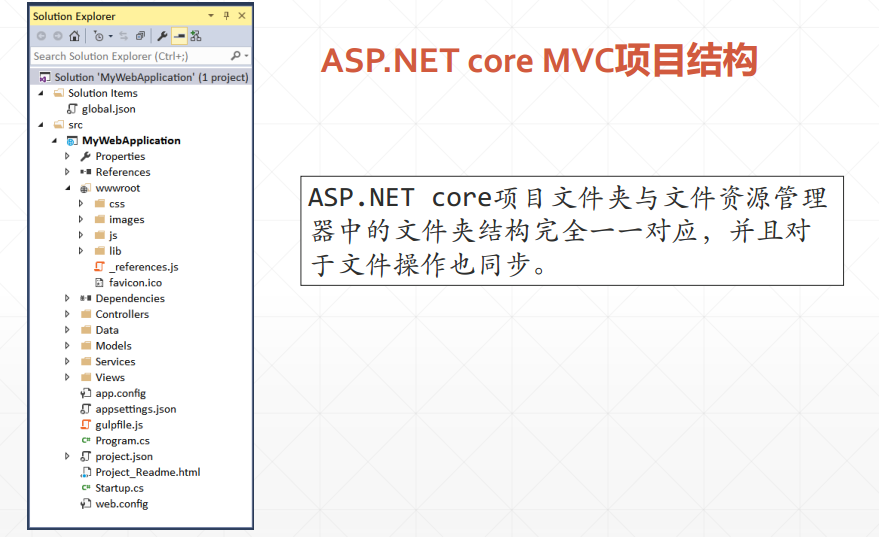 Solution Explorer
Search Solution Explorer (Ctrl+;)
Solution 'MyWebApplication' (1 project)
Solution Items
global.json
src
MyWebApplication
Properties
References
wwwroot
css
images
js
lib
_references.js
favicon.ico
Dependencies
Controllers
Data
Models
Services
Views
app.config
appsettings.json
gulpfile.js
Program.cs
project.json
Project_Readme.html
Startup.cs
web.config
ASP.NET core MVC项目结构
ASP.NET core项目文件夹与文件资源管理
器中的文件夹结构完全一一对应，并且对
于文件操作也同步。